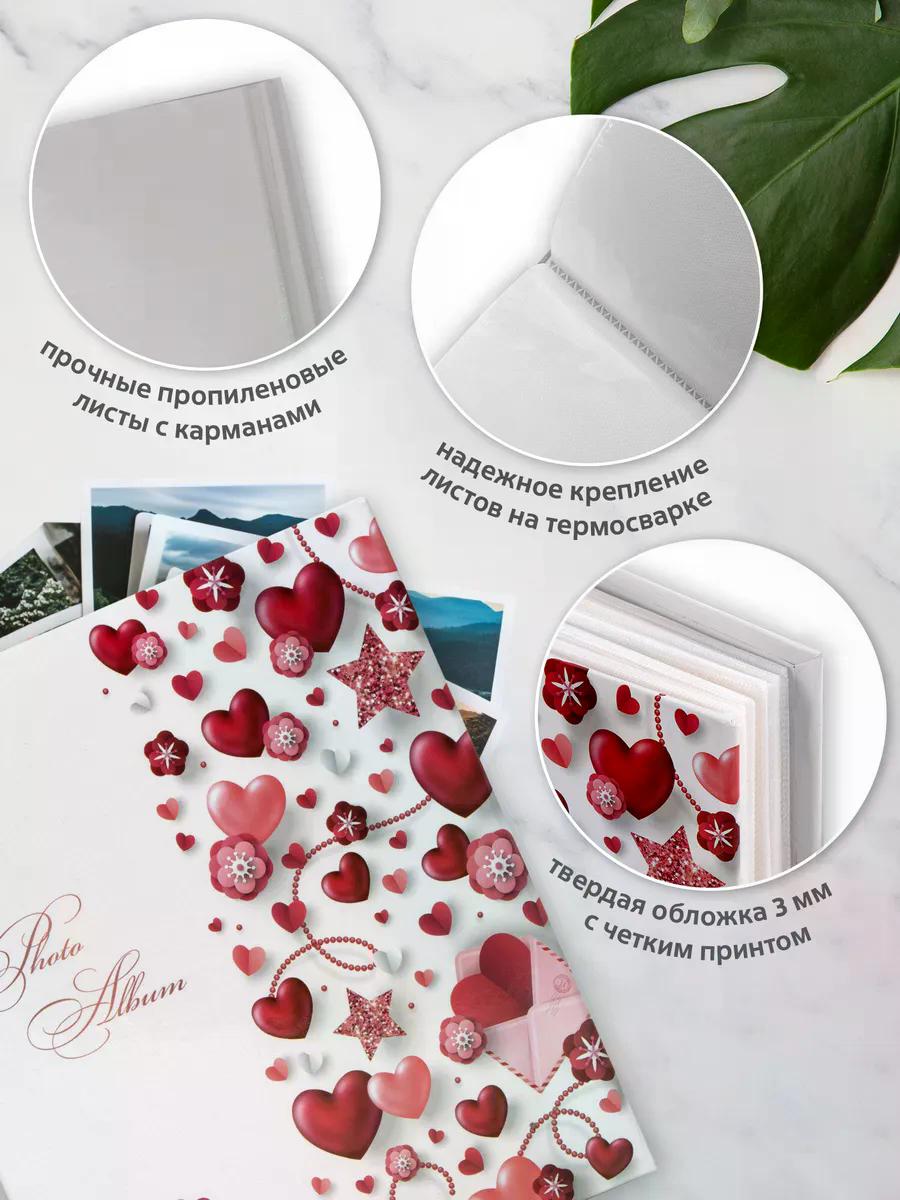 прочные пропиленовые
листы с карманами
надежное крепление
листов на термосварке
твердая обложка 3 мм
с четким принтом
Photo
Album